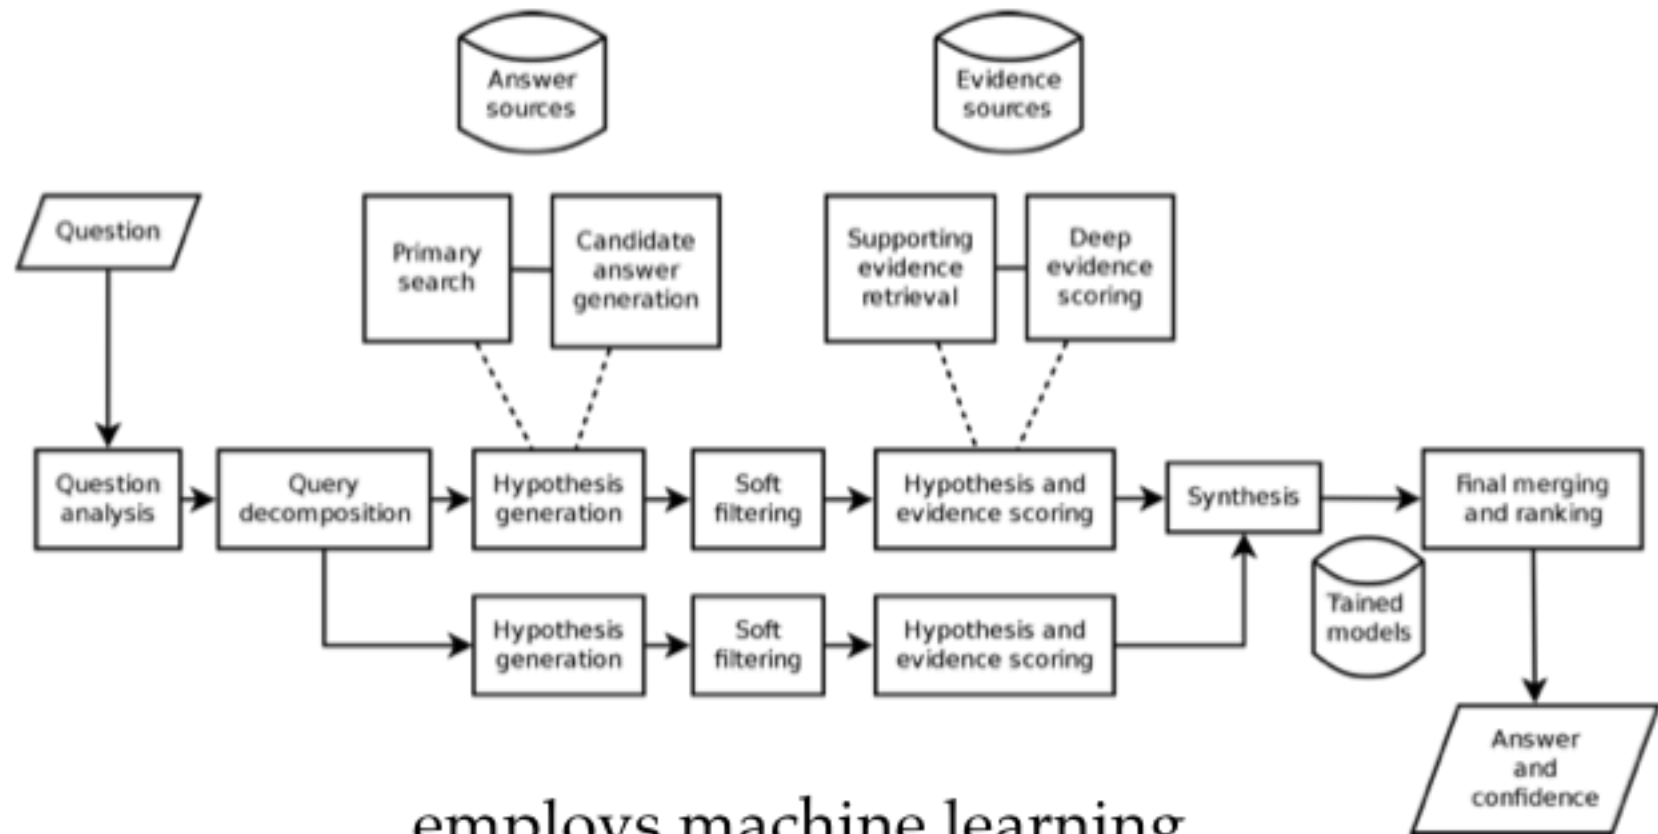 Answer
sources
Evidence
sources
Question
Primary
search
Candidate
answer
generation
Supporting
evidence
retrieval
Deep
evidence
scoring
Question
analysis
Query
decomposition
Hypothesis
generation
Soft
filtering
Hypothesis and
evidence scoring
Synthesis
Final merging
and ranking
Hypothesis
generation
Soft
filtering
Hypothesis and
evidence scoring
Tained
models
Answer
and
confidence
employs machine learning